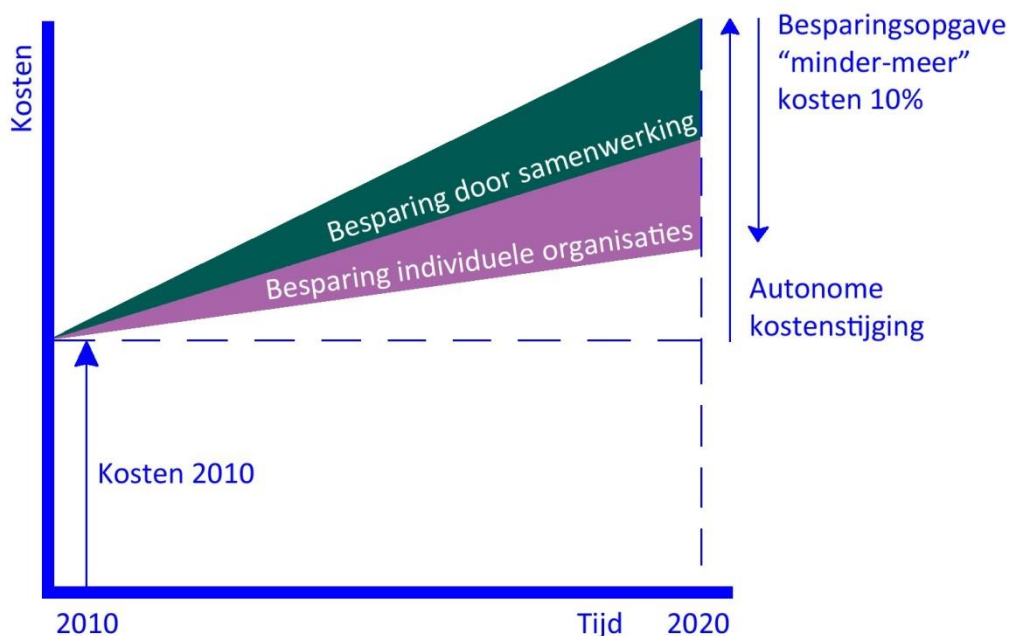 Kosten
Besparingsopgave
“minder-meer”
kosten 10%
Besparing door samenwerking
Besparing individuele organisaties
Autonome
kostenstijging
Kosten 2010
2010
Tijd
2020